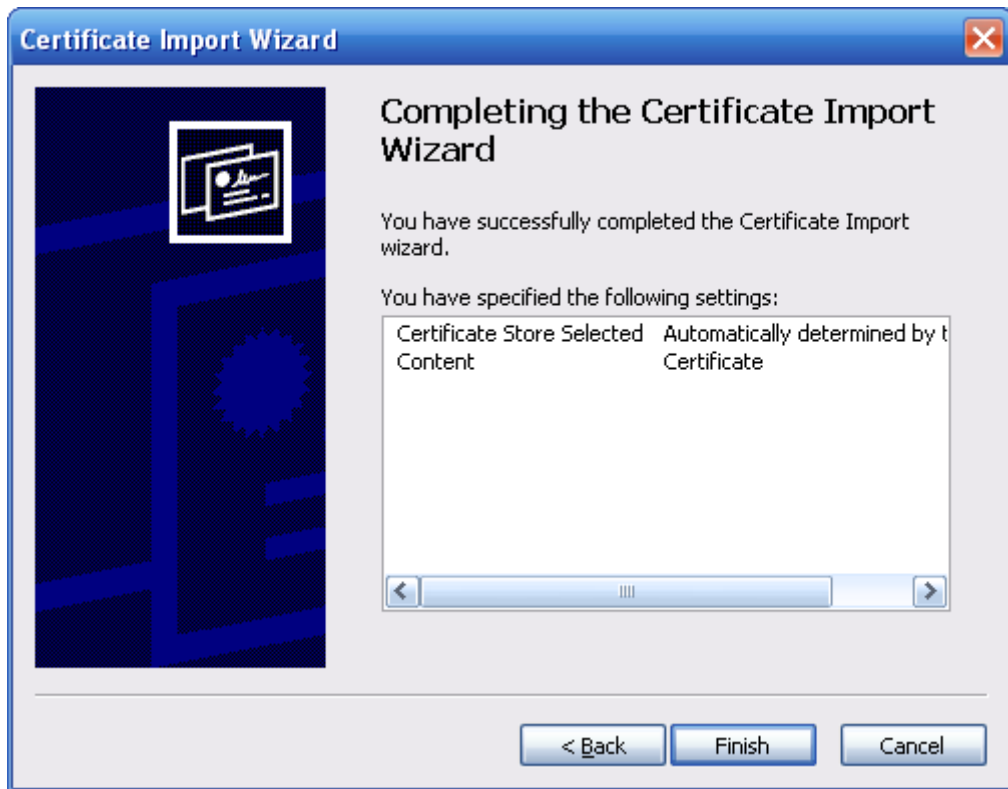 Certificate Import Wizard
Completing the Certificate Import
Wizard
You have successfully completed the Certificate Import
wizard.
You have specified the following settings:
Certificate Store Selected Automatically determined by t
Content Certificate
< Back Finish Cancel